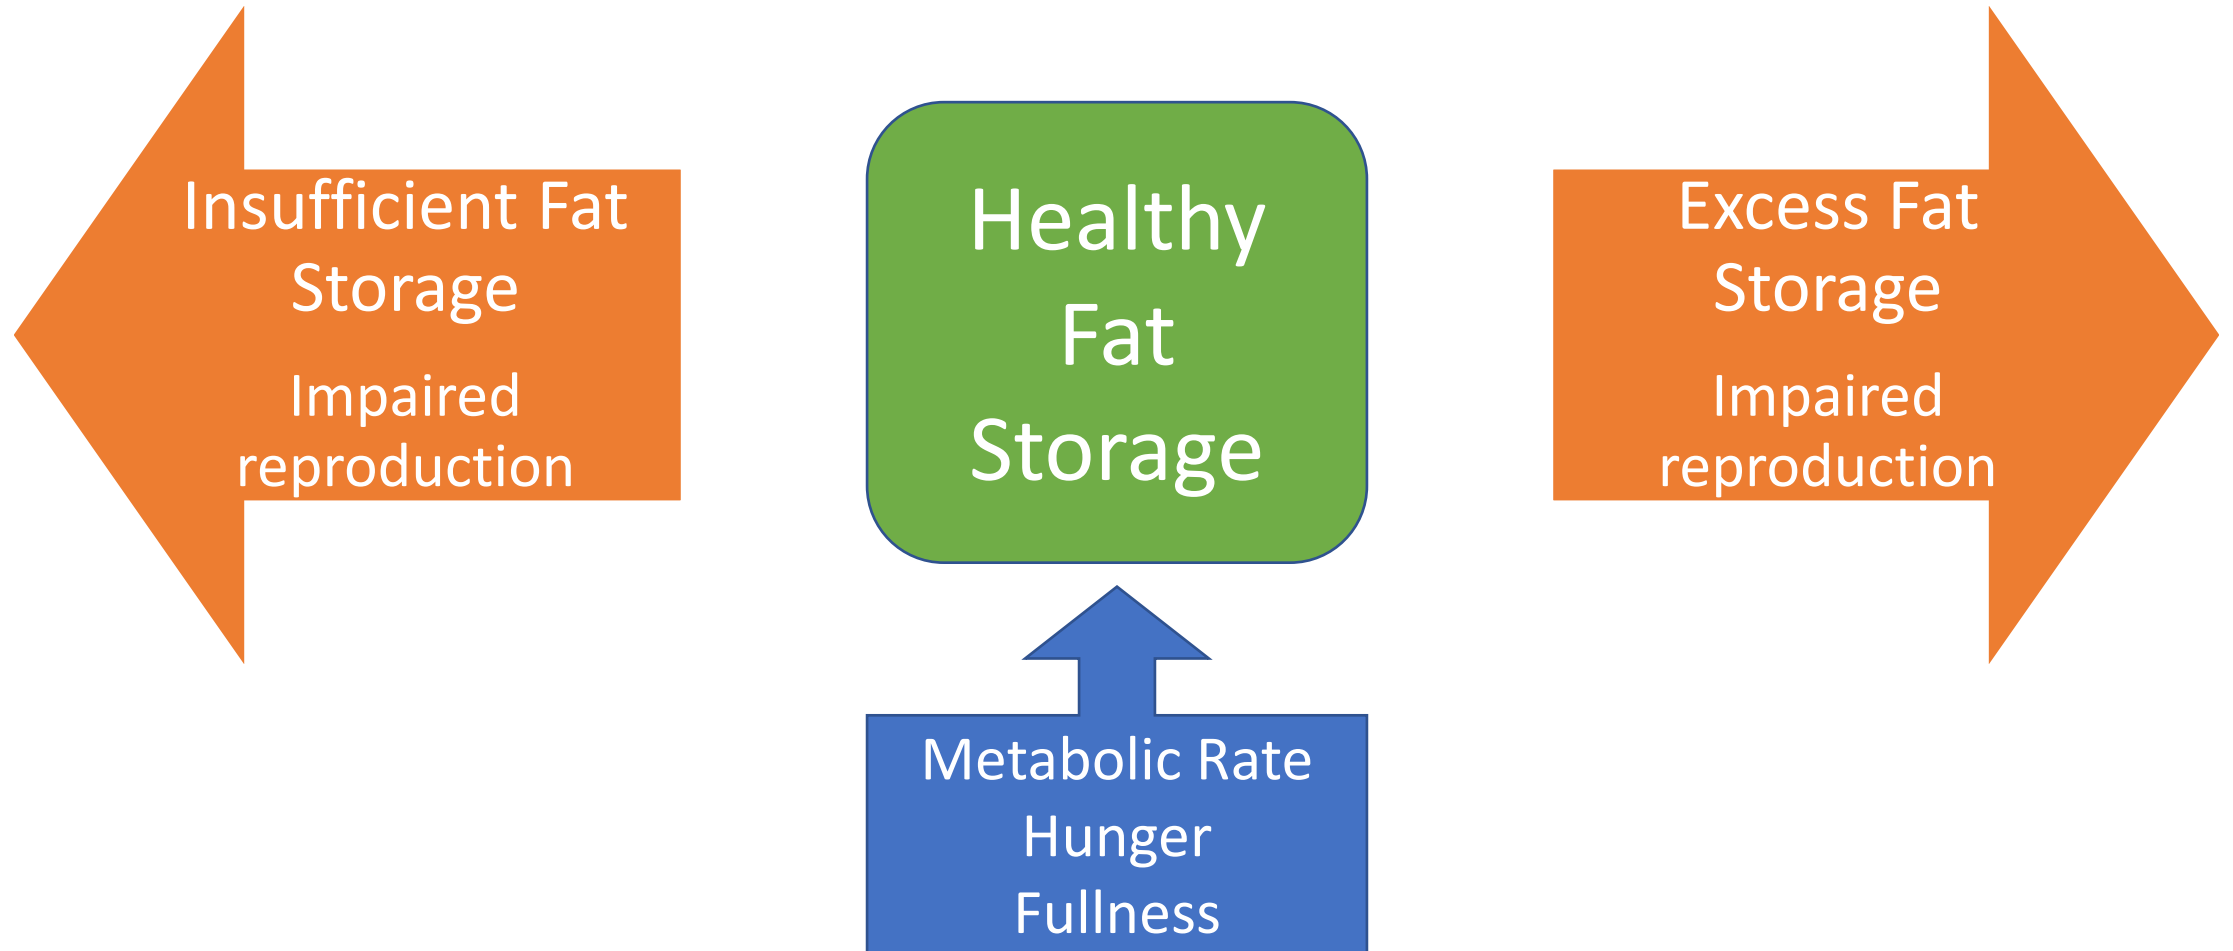 Insufficient Fat
Storage
Impaired
reproduction
Healthy
Fat
Storage
Excess Fat
Storage
Impaired
reproduction
Metabolic Rate
Hunger
Fullness